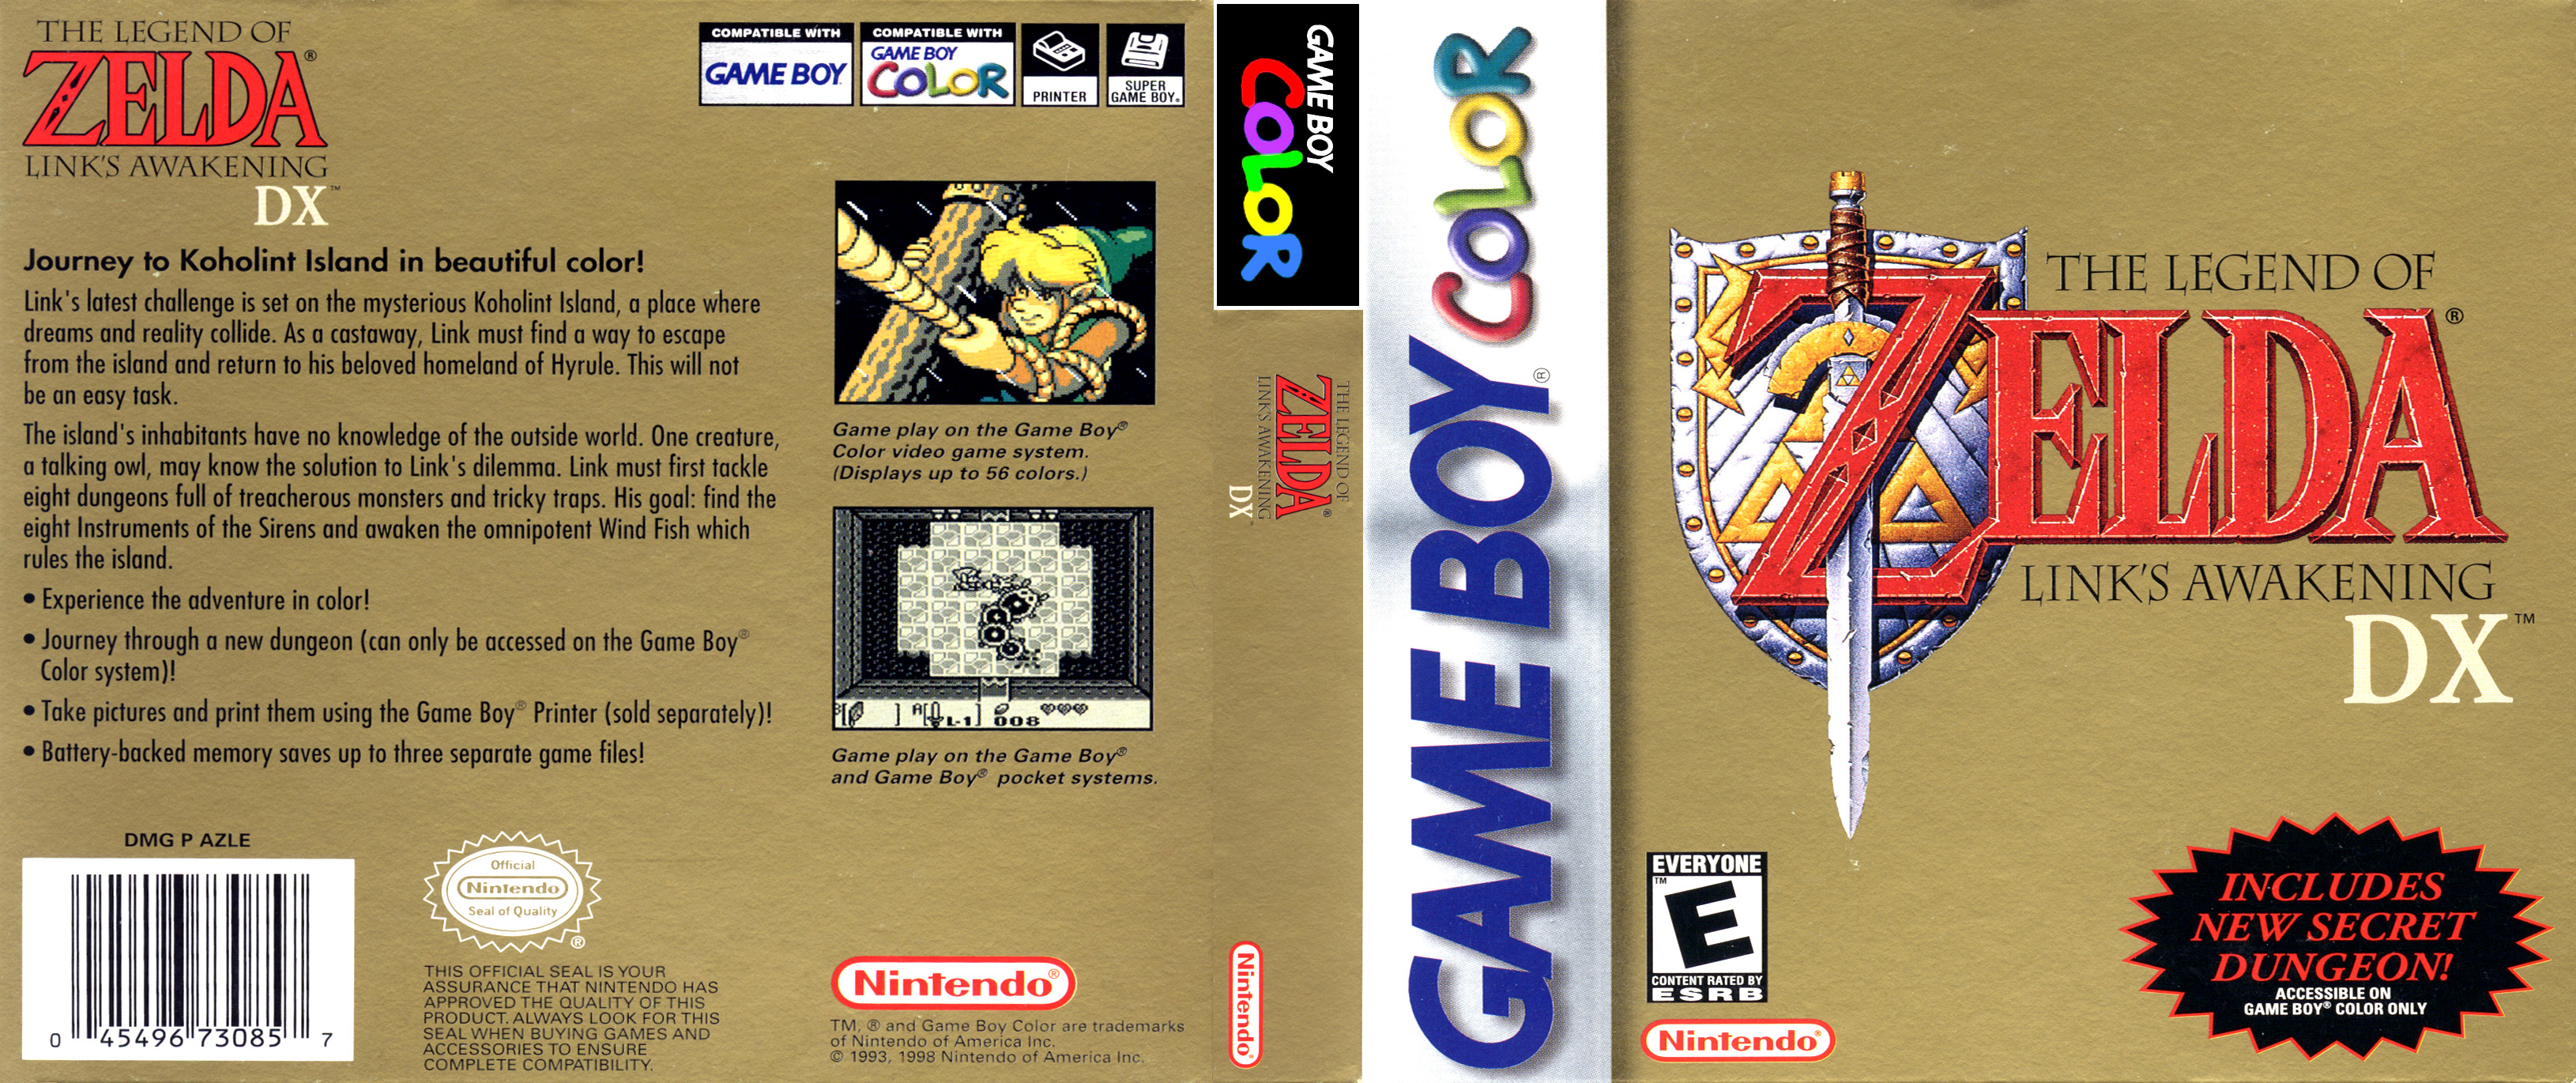 THE LEGEND OF
ZELDA®
LINK'S AWAKENING
DX™
COMPATIBLE WITH
GAME BOY
COMPATIBLE WITH
GAME BOY
COLOR
PRINTER
SUPER
GAME BOY®
Journey to Koholint Island in beautiful color!
Link's latest challenge is set on the mysterious Koholint Island, a place where
dreams and reality collide. As a castaway, Link must find a way to escape
from the island and return to his beloved homeland of Hyrule. This will not
be an easy task.
The island's inhabitants have no knowledge of the outside world. One creature,
a talking owl, may know the solution to Link's dilemma. Link must first tackle
eight dungeons full of treacherous monsters and tricky traps. His goal: find the
eight Instruments of the Sirens and awaken the omnipotent Wind Fish which
rules the island.
• Experience the adventure in color!
• Journey through a new dungeon (can only be accessed on the Game Boy®
Color system)!
• Take pictures and print them using the Game Boy® Printer (sold separately)!
• Battery-backed memory saves up to three separate game files!
Game play on the Game Boy®
Color video game system.
(Displays up to 56 colors.)
B[ ] A[ L-1] 008
Game play on the Game Boy®
and Game Boy® pocket systems.
DMG P AZLE
0 45496 73085 7
Official
Nintendo
Seal of Quality
®
THIS OFFICIAL SEAL IS YOUR
ASSURANCE THAT NINTENDO HAS
APPROVED THE QUALITY OF THIS
PRODUCT. ALWAYS LOOK FOR THIS
SEAL WHEN BUYING GAMES AND
ACCESSORIES TO ENSURE
COMPLETE COMPATIBILITY.
Nintendo®
TM, ® and Game Boy Color are trademarks
of Nintendo of America Inc.
© 1993, 1998 Nintendo of America Inc.
GAME BOY
COLOR
THE LEGEND OF
ZELDA®
LINK'S AWAKENING
DX™
Nintendo®
GAME BOY COLOR®
THE LEGEND OF
ZELDA®
LINK'S AWAKENING
DX™
EVERYONE
™
E
CONTENT RATED BY
ESRB
Nintendo®
INCLUDES
NEW SECRET
DUNGEON!
ACCESSIBLE ON
GAME BOY® COLOR ONLY